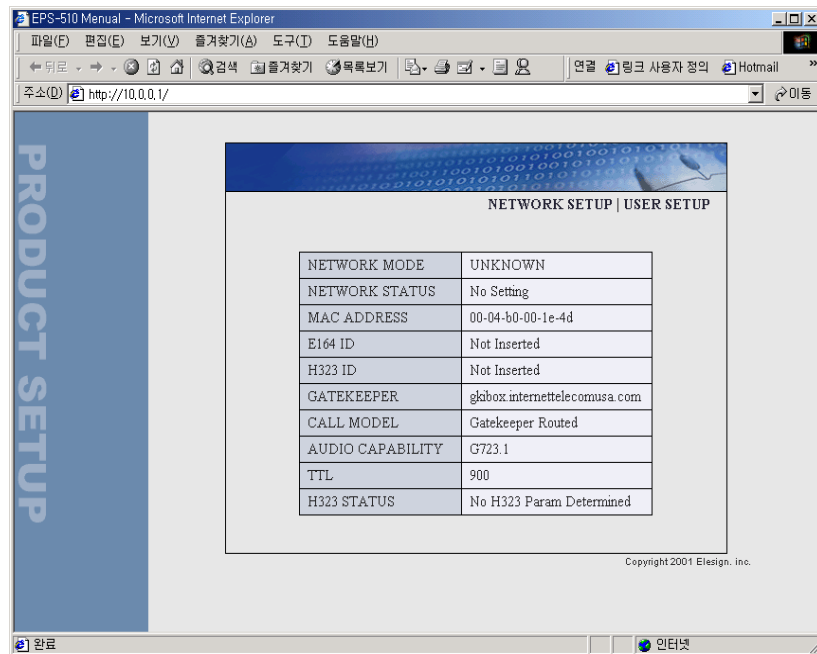 EPS-510 Menual - Microsoft Internet Explorer
파일(F) 편집(E) 보기(V) 즐겨찾기(A) 도구(T) 도움말(H)
뒤로 검색 즐겨찾기 목록보기 연결 링크 사용자 정의 Hotmail »
주소(D) http://10.0.0.1/ 이동
PRODUCT SETUP
NETWORK SETUP | USER SETUP
NETWORK MODE UNKNOWN
NETWORK STATUS No Setting
MAC ADDRESS 00-04-b0-00-1e-4d
E164 ID Not Inserted
H323 ID Not Inserted
GATEKEEPER gkibox.internettelecomusa.com
CALL MODEL Gatekeeper Routed
AUDIO CAPABILITY G723.1
TTL 900
H323 STATUS No H323 Param Determined
Copyright 2001 Elesign. inc.
완료 인터넷